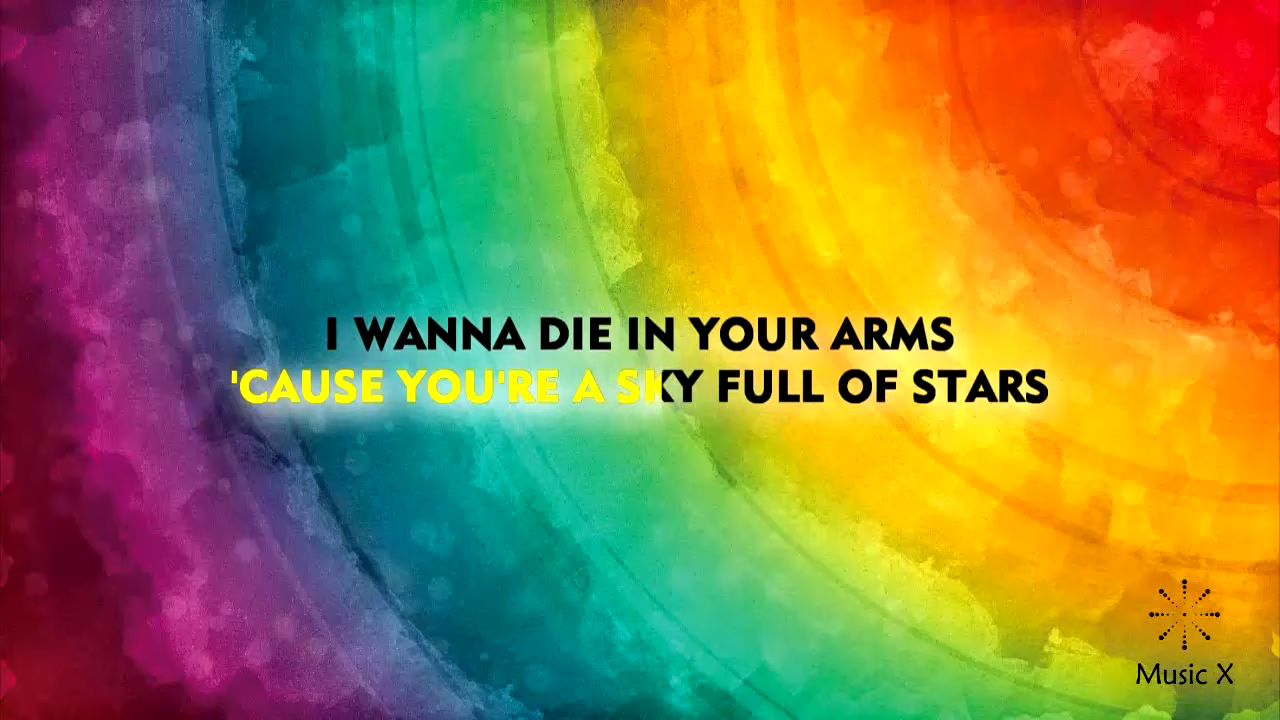 I WANNA DIE IN YOUR ARMS
'CAUSE YOU'RE A SKY FULL OF STARS
Music X